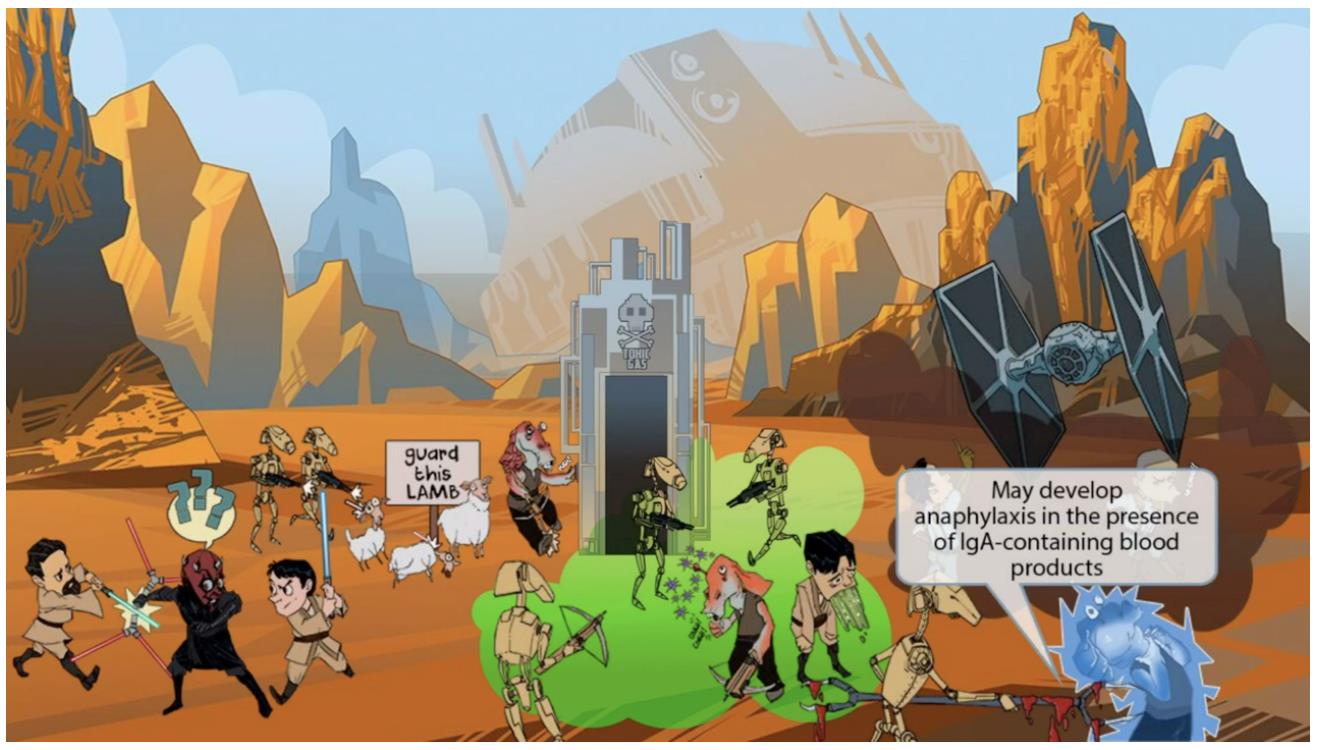 TOXIC
GAS
guard
this
LAMB
???
May develop
anaphylaxis in the presence
of IgA-containing blood
products